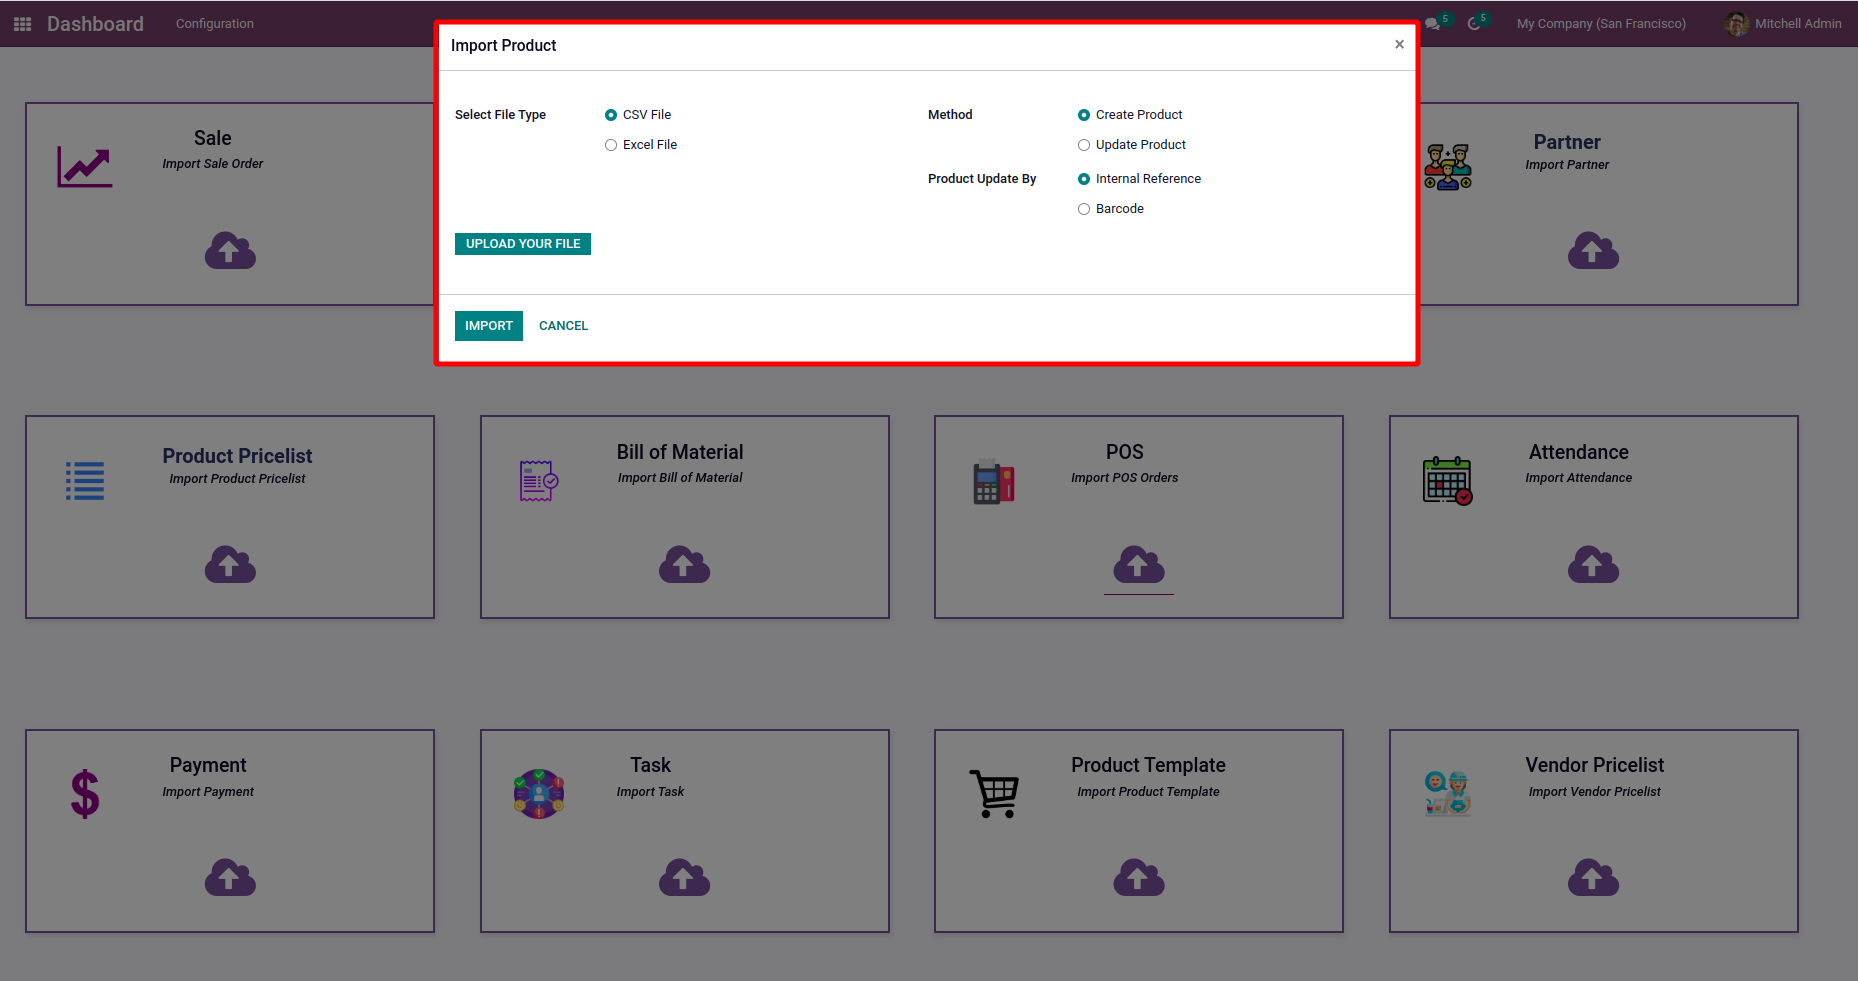 Dashboard Configuration 5 5 My Company (San Francisco) Mitchell Admin
Import Product ×
Select File Type CSV File Method Create Product
Excel File Update Product
Product Update By Internal Reference
Barcode
UPLOAD YOUR FILE
IMPORT CANCEL
Sale Partner
Import Sale Order Import Partner
Product Pricelist Bill of Material POS Attendance
Import Product Pricelist Import Bill of Material Import POS Orders Import Attendance
Payment Task Product Template Vendor Pricelist
Import Payment Import Task Import Product Template Import Vendor Pricelist